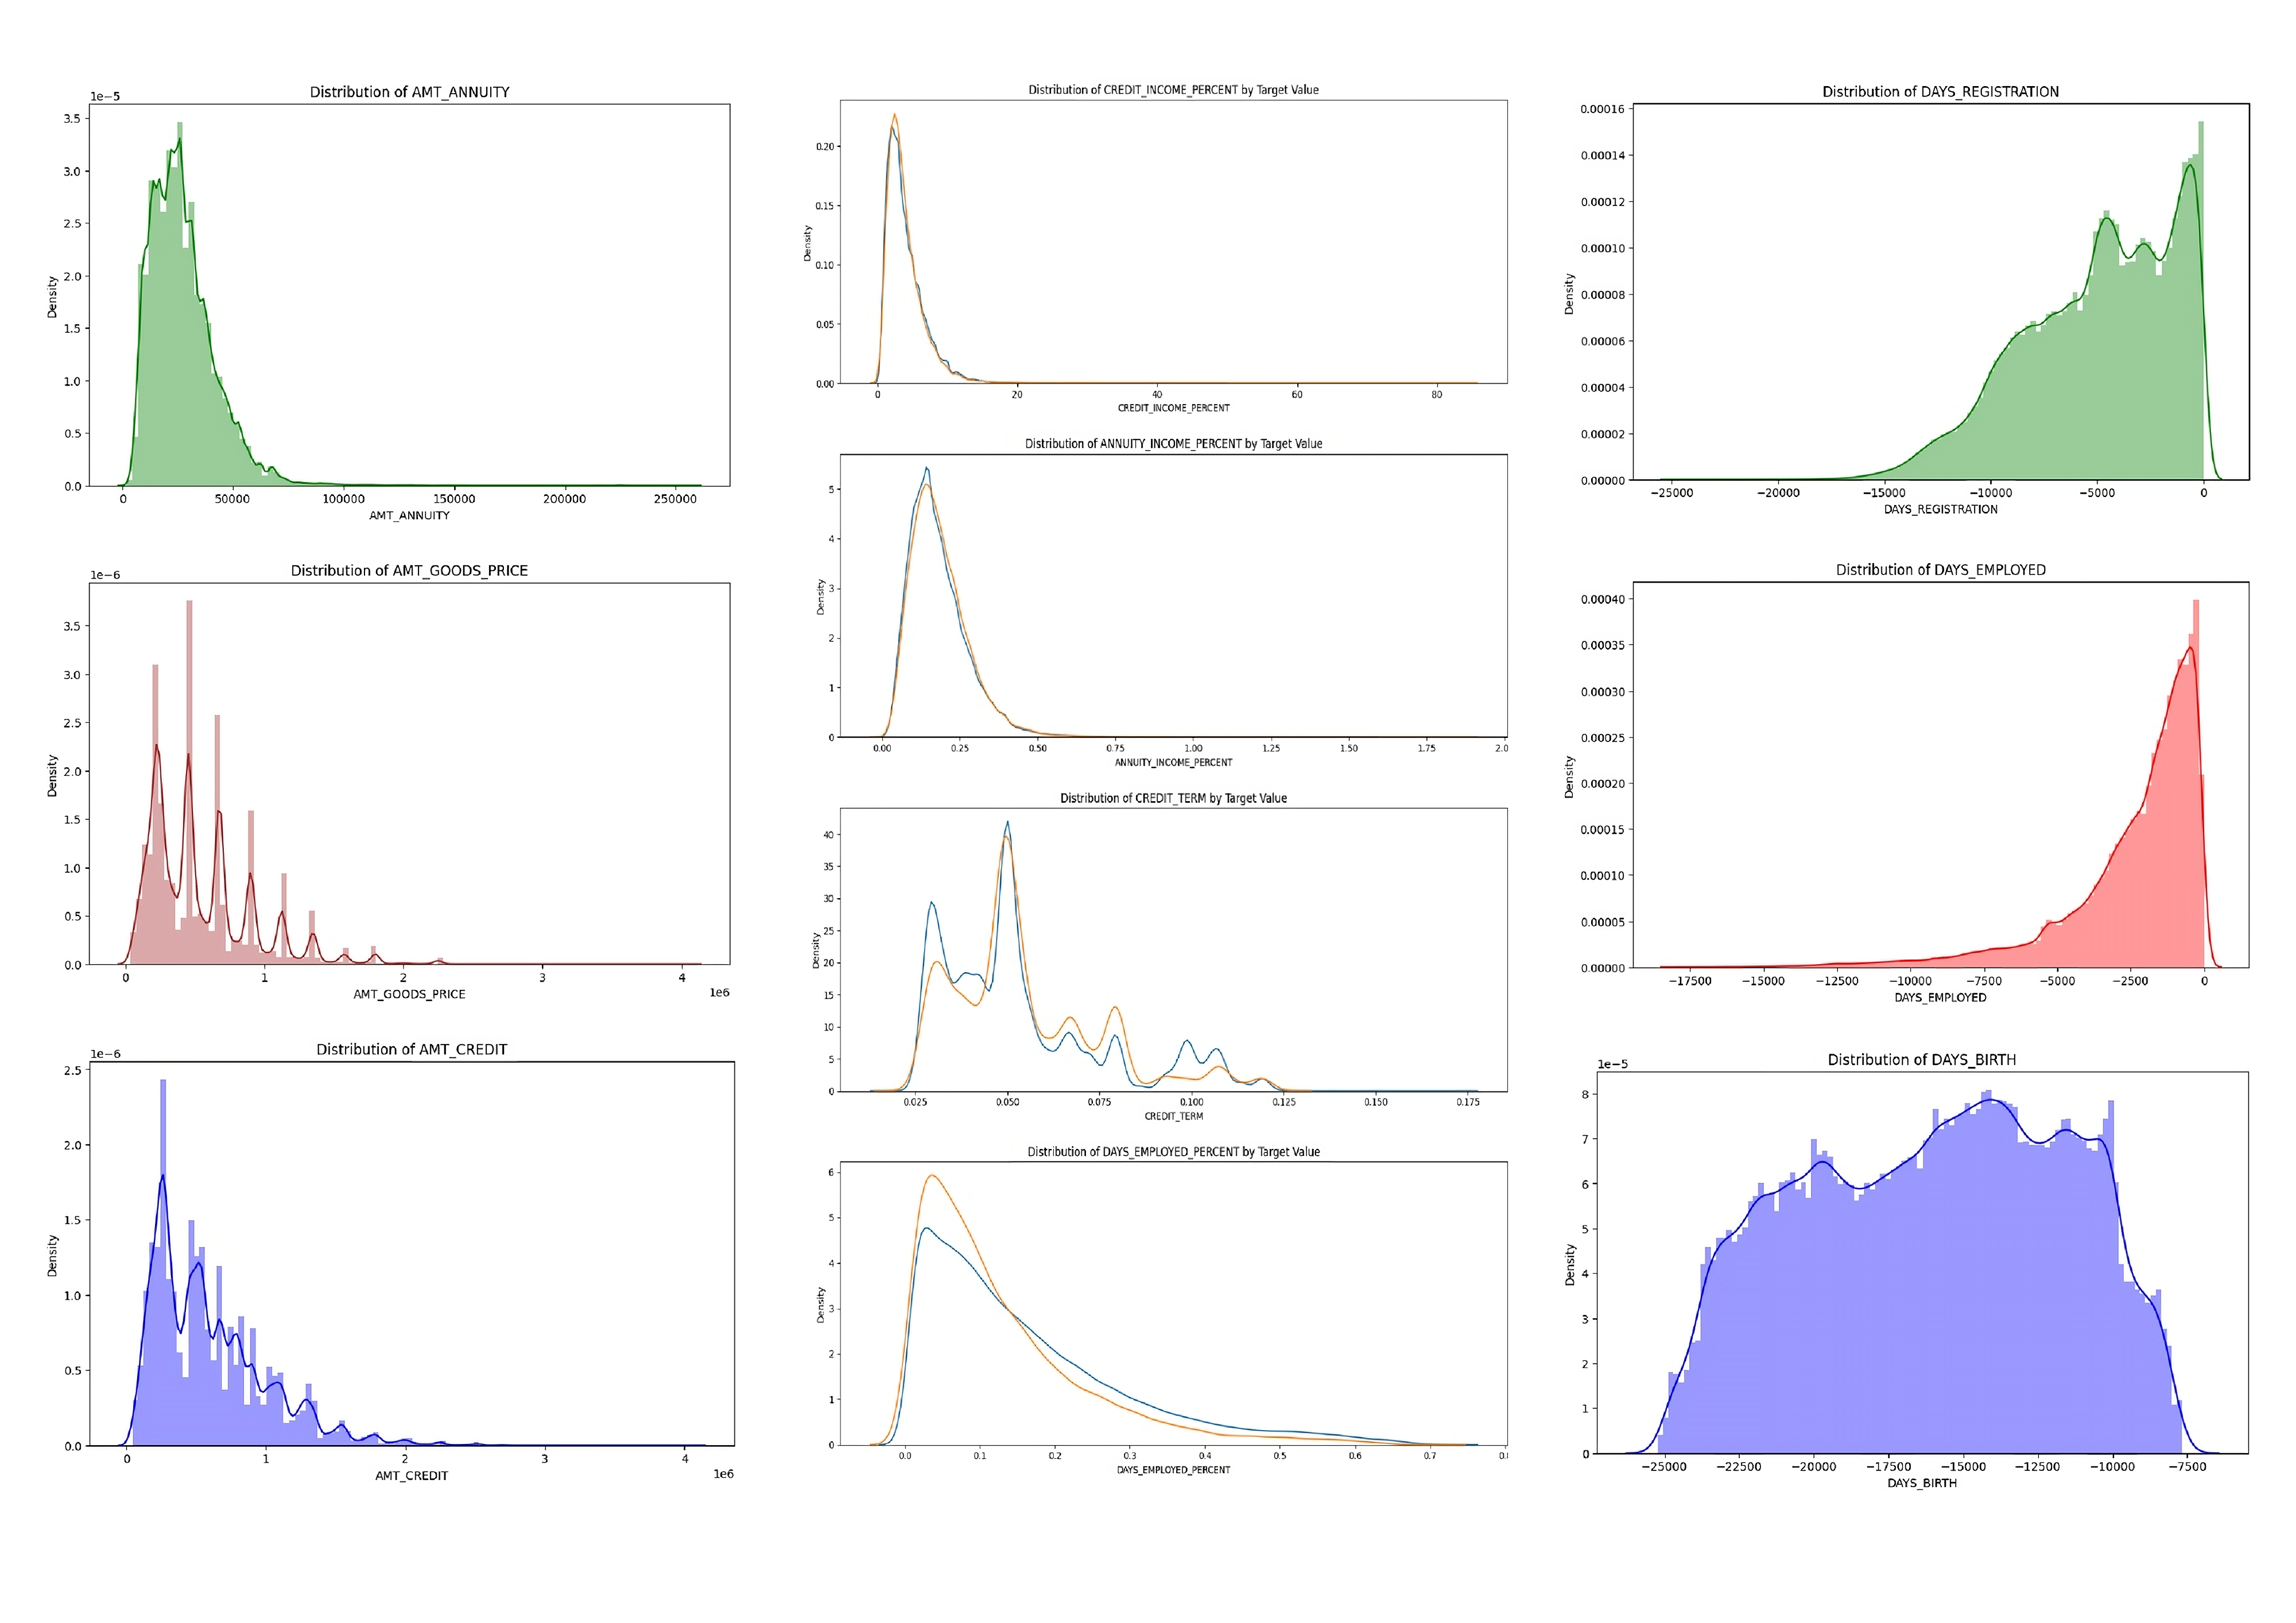 Distribution of AMT_ANNUITY
1e−5
3.5
3.0
2.5
2.0
1.5
1.0
0.5
0.0
Density
0 50000 100000 150000 200000 250000
AMT_ANNUITY
Distribution of AMT_GOODS_PRICE
1e−6
3.5
3.0
2.5
2.0
1.5
1.0
0.5
0.0
Density
0 1 2 3 4
1e6
AMT_GOODS_PRICE
Distribution of AMT_CREDIT
1e−6
2.5
2.0
1.5
1.0
0.5
0.0
Density
0 1 2 3 4
1e6
AMT_CREDIT
Distribution of CREDIT_INCOME_PERCENT by Target Value
0.20
0.15
0.10
0.05
0.00
Density
0 20 40 60 80
CREDIT_INCOME_PERCENT
Distribution of ANNUITY_INCOME_PERCENT by Target Value
5
4
3
2
1
0
Density
0.00 0.25 0.50 0.75 1.00 1.25 1.50 1.75 2.0
ANNUITY_INCOME_PERCENT
Distribution of CREDIT_TERM by Target Value
40
35
30
25
20
15
10
5
0
Density
0.025 0.050 0.075 0.100 0.125 0.150 0.175
CREDIT_TERM
Distribution of DAYS_EMPLOYED_PERCENT by Target Value
6
5
4
3
2
1
0
Density
0.0 0.1 0.2 0.3 0.4 0.5 0.6 0.7
DAYS_EMPLOYED_PERCENT
Distribution of DAYS_REGISTRATION
0.00016
0.00014
0.00012
0.00010
0.00008
0.00006
0.00004
0.00002
0.00000
Density
−25000 −20000 −15000 −10000 −5000 0
DAYS_REGISTRATION
Distribution of DAYS_EMPLOYED
0.00040
0.00035
0.00030
0.00025
0.00020
0.00015
0.00010
0.00005
0.00000
Density
−17500 −15000 −12500 −10000 −7500 −5000 −2500 0
DAYS_EMPLOYED
Distribution of DAYS_BIRTH
1e−5
8
7
6
5
4
3
2
1
0
Density
−25000 −22500 −20000 −17500 −15000 −12500 −10000 −7500
DAYS_BIRTH